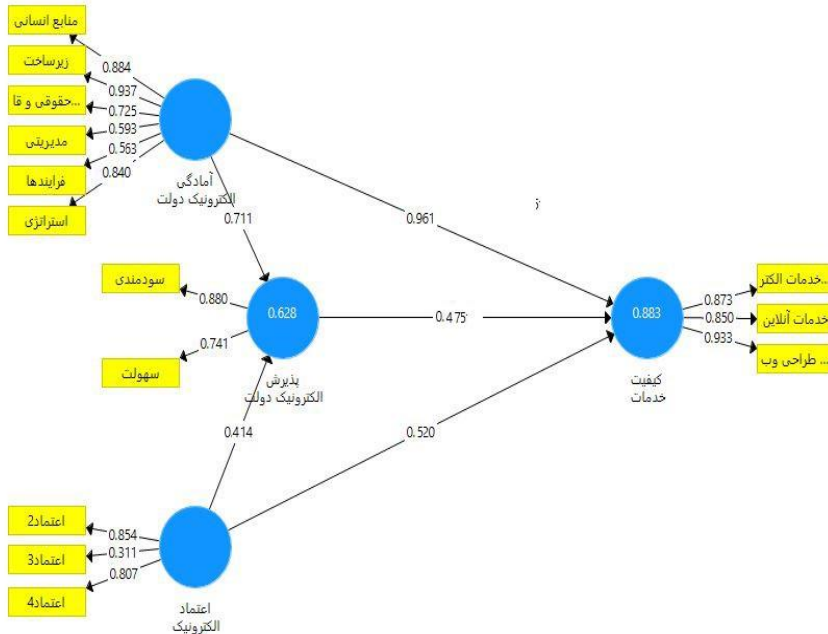 منابع انسانی
0.884
زیرساخت
0.937
حقوقی و قا...
0.725
مدیریتی
0.593
فرایندها
0.563
استراتژی
0.840
آمادگی
الکترونیک دولت
0.711
0.961
سودمندی
0.880
سهولت
0.741
0.628
پذیرش
الکترونیک دولت
0.475
0.883
کیفیت
خدمات
خدمات الکتر...
0.873
خدمات آنلاین
0.850
طراحی وب ...
0.933
0.414
0.520
اعتماد2
0.854
اعتماد3
0.311
اعتماد4
0.807
اعتماد
الکترونیک